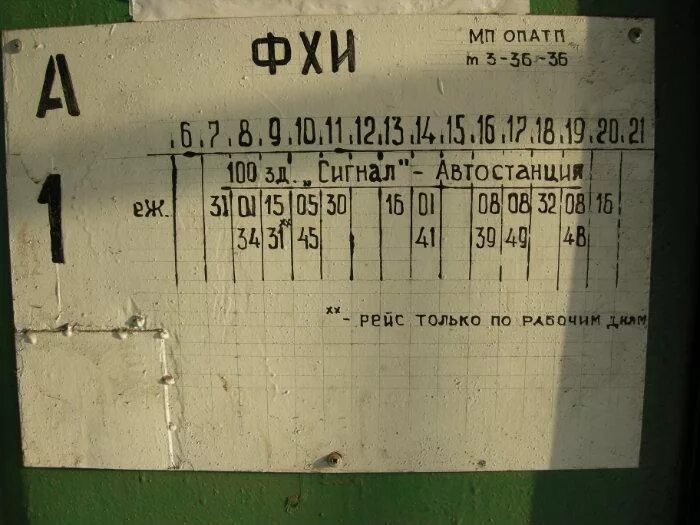 А
ФХИ
МП ОПАТП
т 3-36-36
6 7 8 9 10 11 12 13 14 15 16 17 18 19 20 21
1
100 зд. „Сигнал"- Автостанция
еж. 31 01 15 05 30 16 01 08 08 32 08 16
34 31xx 45 41 39 49 48
xx - рейс только по рабочим дням